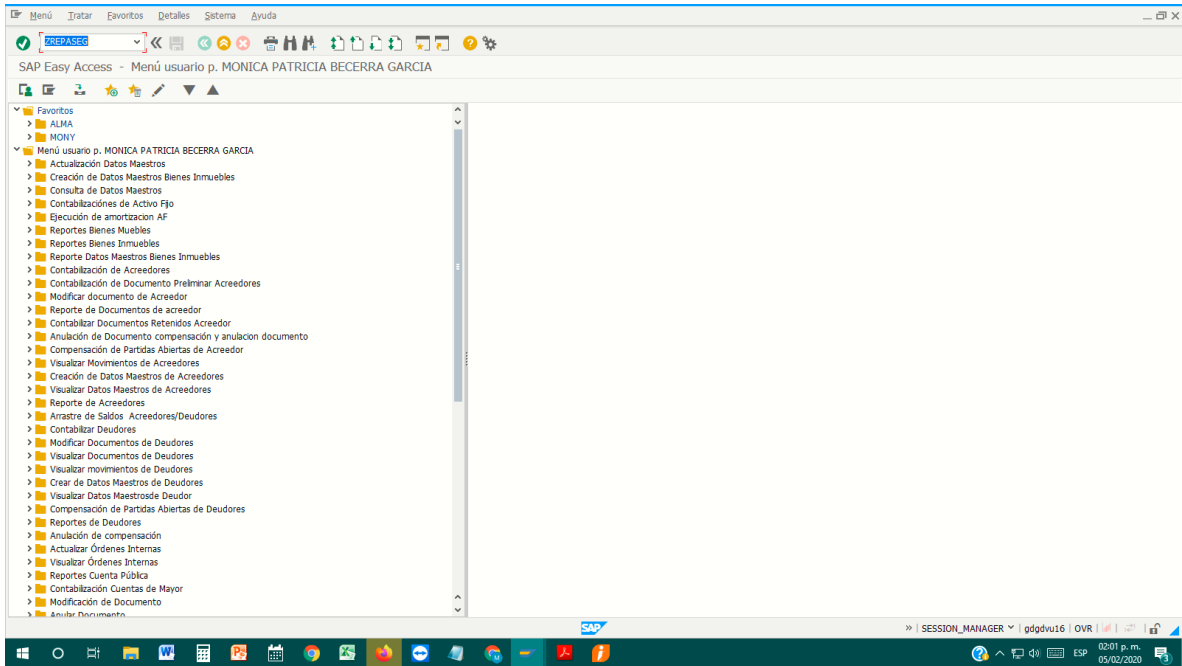 Menú Tratar Favoritos Detalles Sistema Ayuda
ZREPASEG
SAP Easy Access - Menú usuario p. MONICA PATRICIA BECERRA GARCIA
Favoritos
ALMA
MONY
Menú usuario p. MONICA PATRICIA BECERRA GARCIA
Actualización Datos Maestros
Creación de Datos Maestros Bienes Inmuebles
Consulta de Datos Maestros
Contabilizaciónes de Activo Fijo
Ejecución de amortizacion AF
Reportes Bienes Muebles
Reportes Bienes Inmuebles
Reporte Datos Maestros Bienes Inmuebles
Contabilización de Acreedores
Contabilización de Documento Preliminar Acreedores
Modificar documento de Acreedor
Reporte de Documentos de acreedor
Contabilizar Documentos Retenidos Acreedor
Anulación de Documento compensación y anulacion documento
Compensación de Partidas Abiertas de Acreedor
Visualizar Movimientos de Acreedores
Creación de Datos Maestros de Acreedores
Visualizar Datos Maestros de Acreedores
Reporte de Acreedores
Arrastre de Saldos Acreedores/Deudores
Contabilizar Deudores
Modificar Documentos de Deudores
Visualizar Documentos de Deudores
Visualizar movimientos de Deudores
Crear de Datos Maestros de Deudores
Visualizar Datos Maestrosde Deudor
Compensación de Partidas Abiertas de Deudores
Reportes de Deudores
Anulación de compensación
Actualizar Órdenes Internas
Visualizar Órdenes Internas
Reportes Cuenta Pública
Contabilización Cuentas de Mayor
Modificación de Documento
Anular Documento
SAP
SESSION_MANAGER gdgdvu16 OVR
ESP 02:01 p. m.
05/02/2020
3